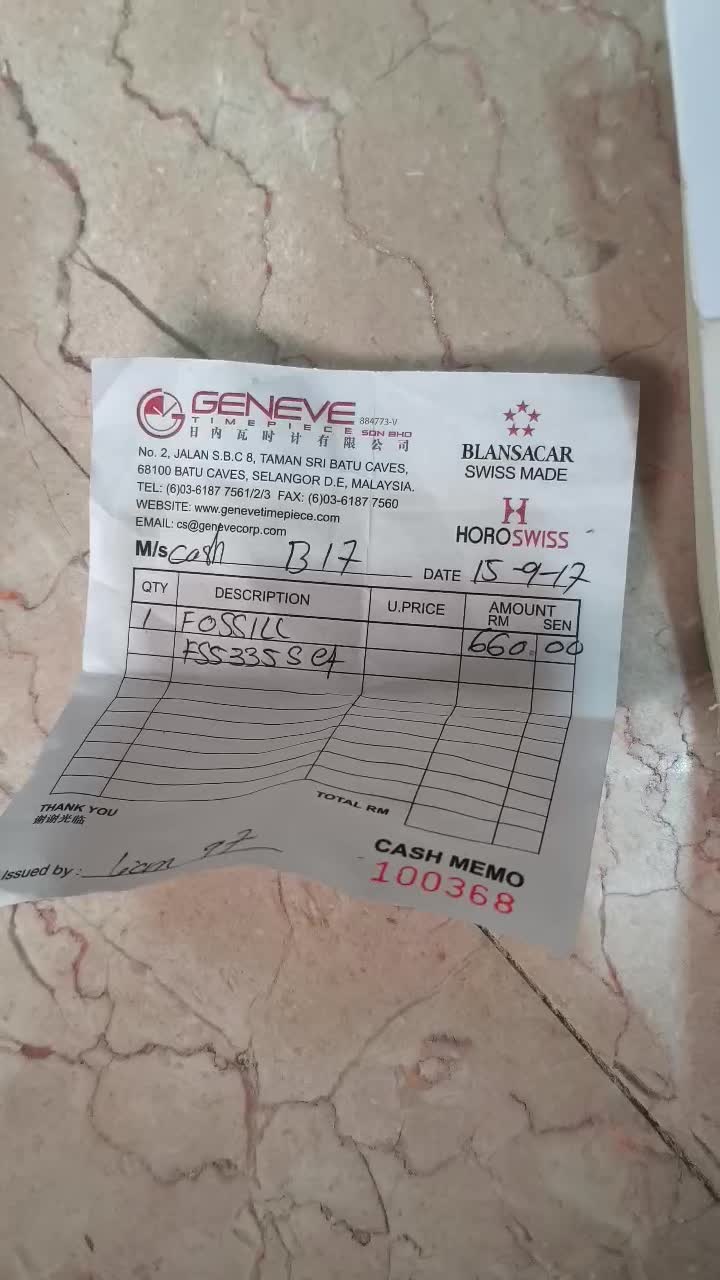 GENEVE 884773-V
TIMEPIECE SDN BHD
日内瓦时计有限公司
No. 2, JALAN S.B.C 8, TAMAN SRI BATU CAVES,
68100 BATU CAVES, SELANGOR D.E, MALAYSIA.
TEL: (6)03-6187 7561/2/3 FAX: (6)03-6187 7560
WEBSITE: www.genevetimepiece.com
EMAIL: cs@genevecorp.com
BLANSACAR
SWISS MADE
HOROSWISS
M/s cash B17 DATE 15-9-17
QTY DESCRIPTION U.PRICE AMOUNT
RM SEN
1 FOSSILL 660.00
FS5335 Set
TOTAL RM
THANK YOU
谢谢光临
CASH MEMO
Issued by :
100368